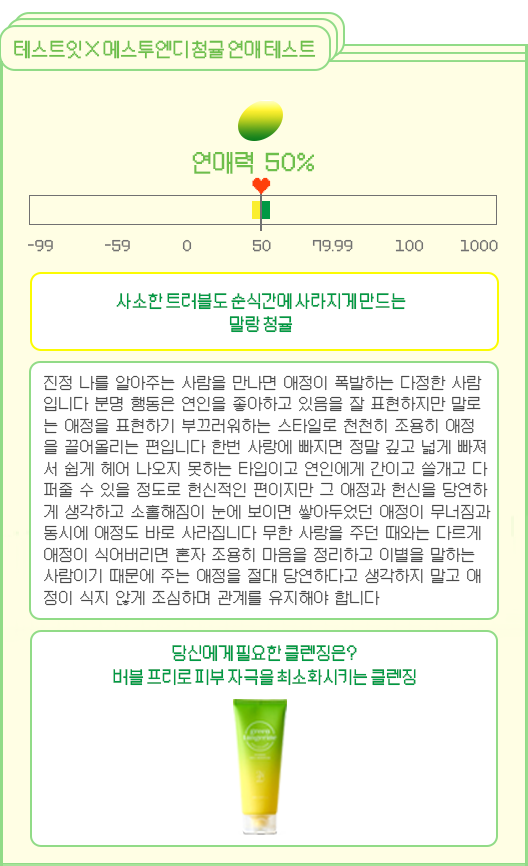 테스트잇X메스투엔디 청귤 연애 테스트
연애력 50%
-99 -59 0 50 79.99 100 1000
사소한 트러블도 순식간에 사라지게 만드는
말랑 청귤
진정 나를 알아주는 사람을 만나면 애정이 폭발하는 다정한 사람
입니다 분명 행동은 연인을 좋아하고 있음을 잘 표현하지만 말로
는 애정을 표현하기 부끄러워하는 스타일로 천천히 조용히 애정
을 끌어올리는 편입니다 한번 사랑에 빠지면 정말 깊고 넓게 빠져
서 쉽게 헤어 나오지 못하는 타입이고 연인에게 간이고 쓸개고 다
퍼줄 수 있을 정도로 헌신적인 편이지만 그 애정과 헌신을 당연하
게 생각하고 소홀해짐이 눈에 보이면 쌓아두었던 애정이 무너짐과
동시에 애정도 바로 사라집니다 무한 사랑을 주던 때와는 다르게
애정이 식어버리면 혼자 조용히 마음을 정리하고 이별을 말하는
사람이기 때문에 주는 애정을 절대 당연하다고 생각하지 말고 애
정이 식지 않게 조심하며 관계를 유지해야 합니다
당신에게 필요한 클렌징은?
버블 프리로 피부 자극을 최소화시키는 클렌징
green
tangerine